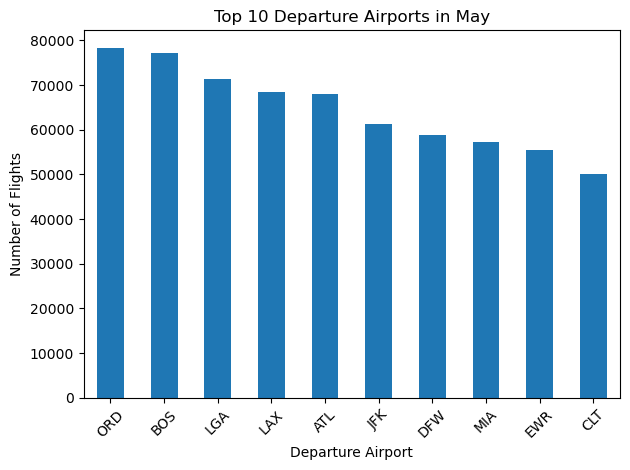 Top 10 Departure Airports in May
Number of Flights
80000
70000
60000
50000
40000
30000
20000
10000
0
ORD BOS LGA LAX ATL JFK DFW MIA EWR CLT
Departure Airport